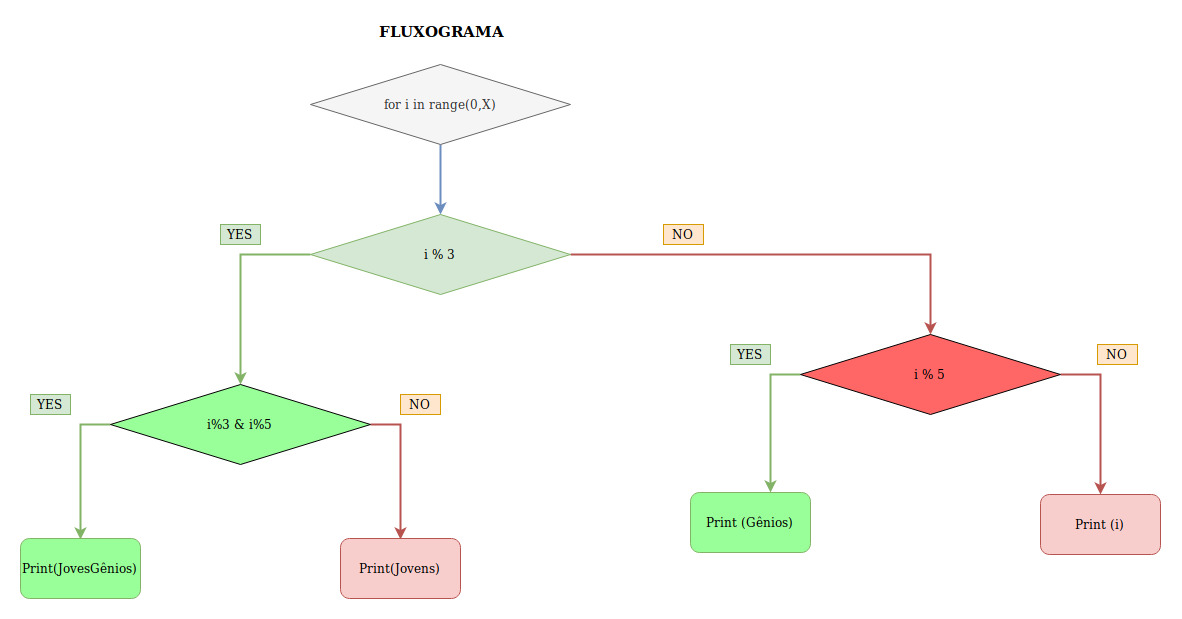 FLUXOGRAMA
for i in range(0,X)
YES
NO
i % 3
YES
NO
i % 5
YES
NO
i%3 & i%5
Print (Gênios)
Print (i)
Print(JovesGênios)
Print(Jovens)